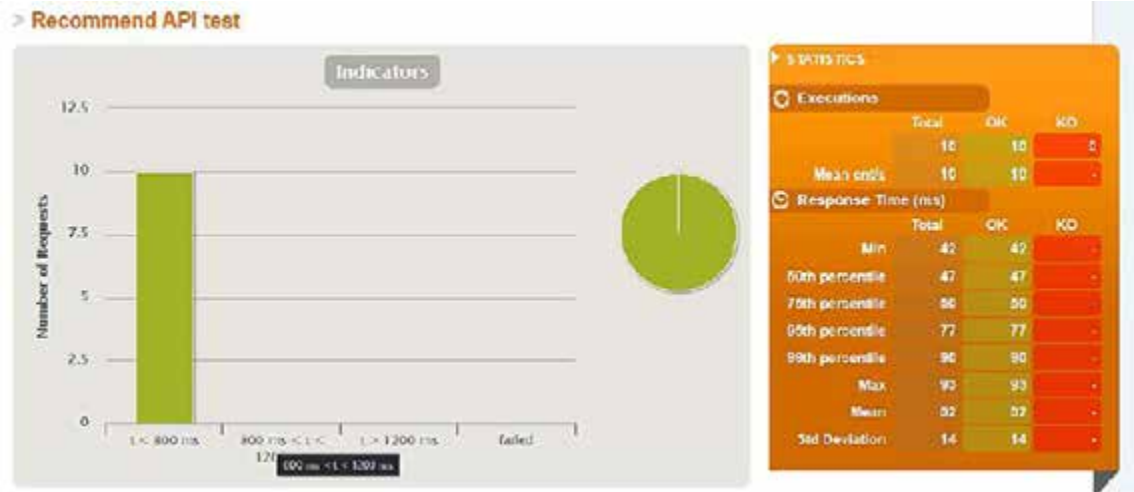 > Recommend API test
Indicators
12.5
10
7.5
5
2.5
0
Number of Requests
t < 800 ms
800 ms < t <
t > 1200 ms
failed
120
800 ms < t < 1200 ms
STATISTICS
Executions
Total OK KO
10 10 0
Mean cnt/s 10 10 -
Response Time (ms)
Total OK KO
Min 42 42 -
50th percentile 47 47 -
75th percentile 50 50 -
95th percentile 77 77 -
99th percentile 90 90 -
Max 93 93 -
Mean 52 52 -
Std Deviation 14 14 -